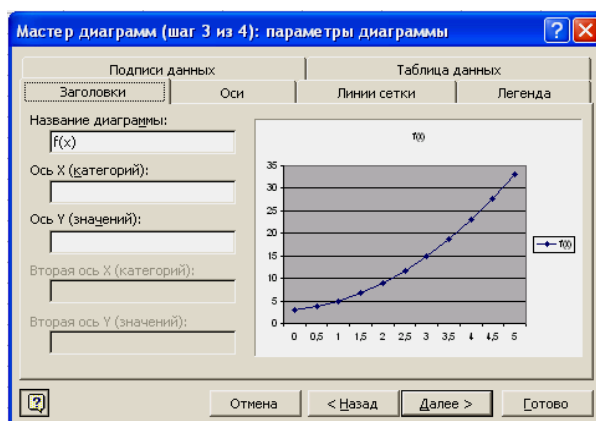 Мастер диаграмм (шаг 3 из 4): параметры диаграммы
Подписи данных Таблица данных
Заголовки Оси Линии сетки Легенда
Название диаграммы:
f(x)
Ось X (категорий):
Ось Y (значений):
Вторая ось X (категорий):
Вторая ось Y (значений):
f(x)
35
30
25
20
15
10
5
0
0 0,5 1 1,5 2 2,5 3 3,5 4 4,5 5
f(x)
Отмена < Назад Далее > Готово